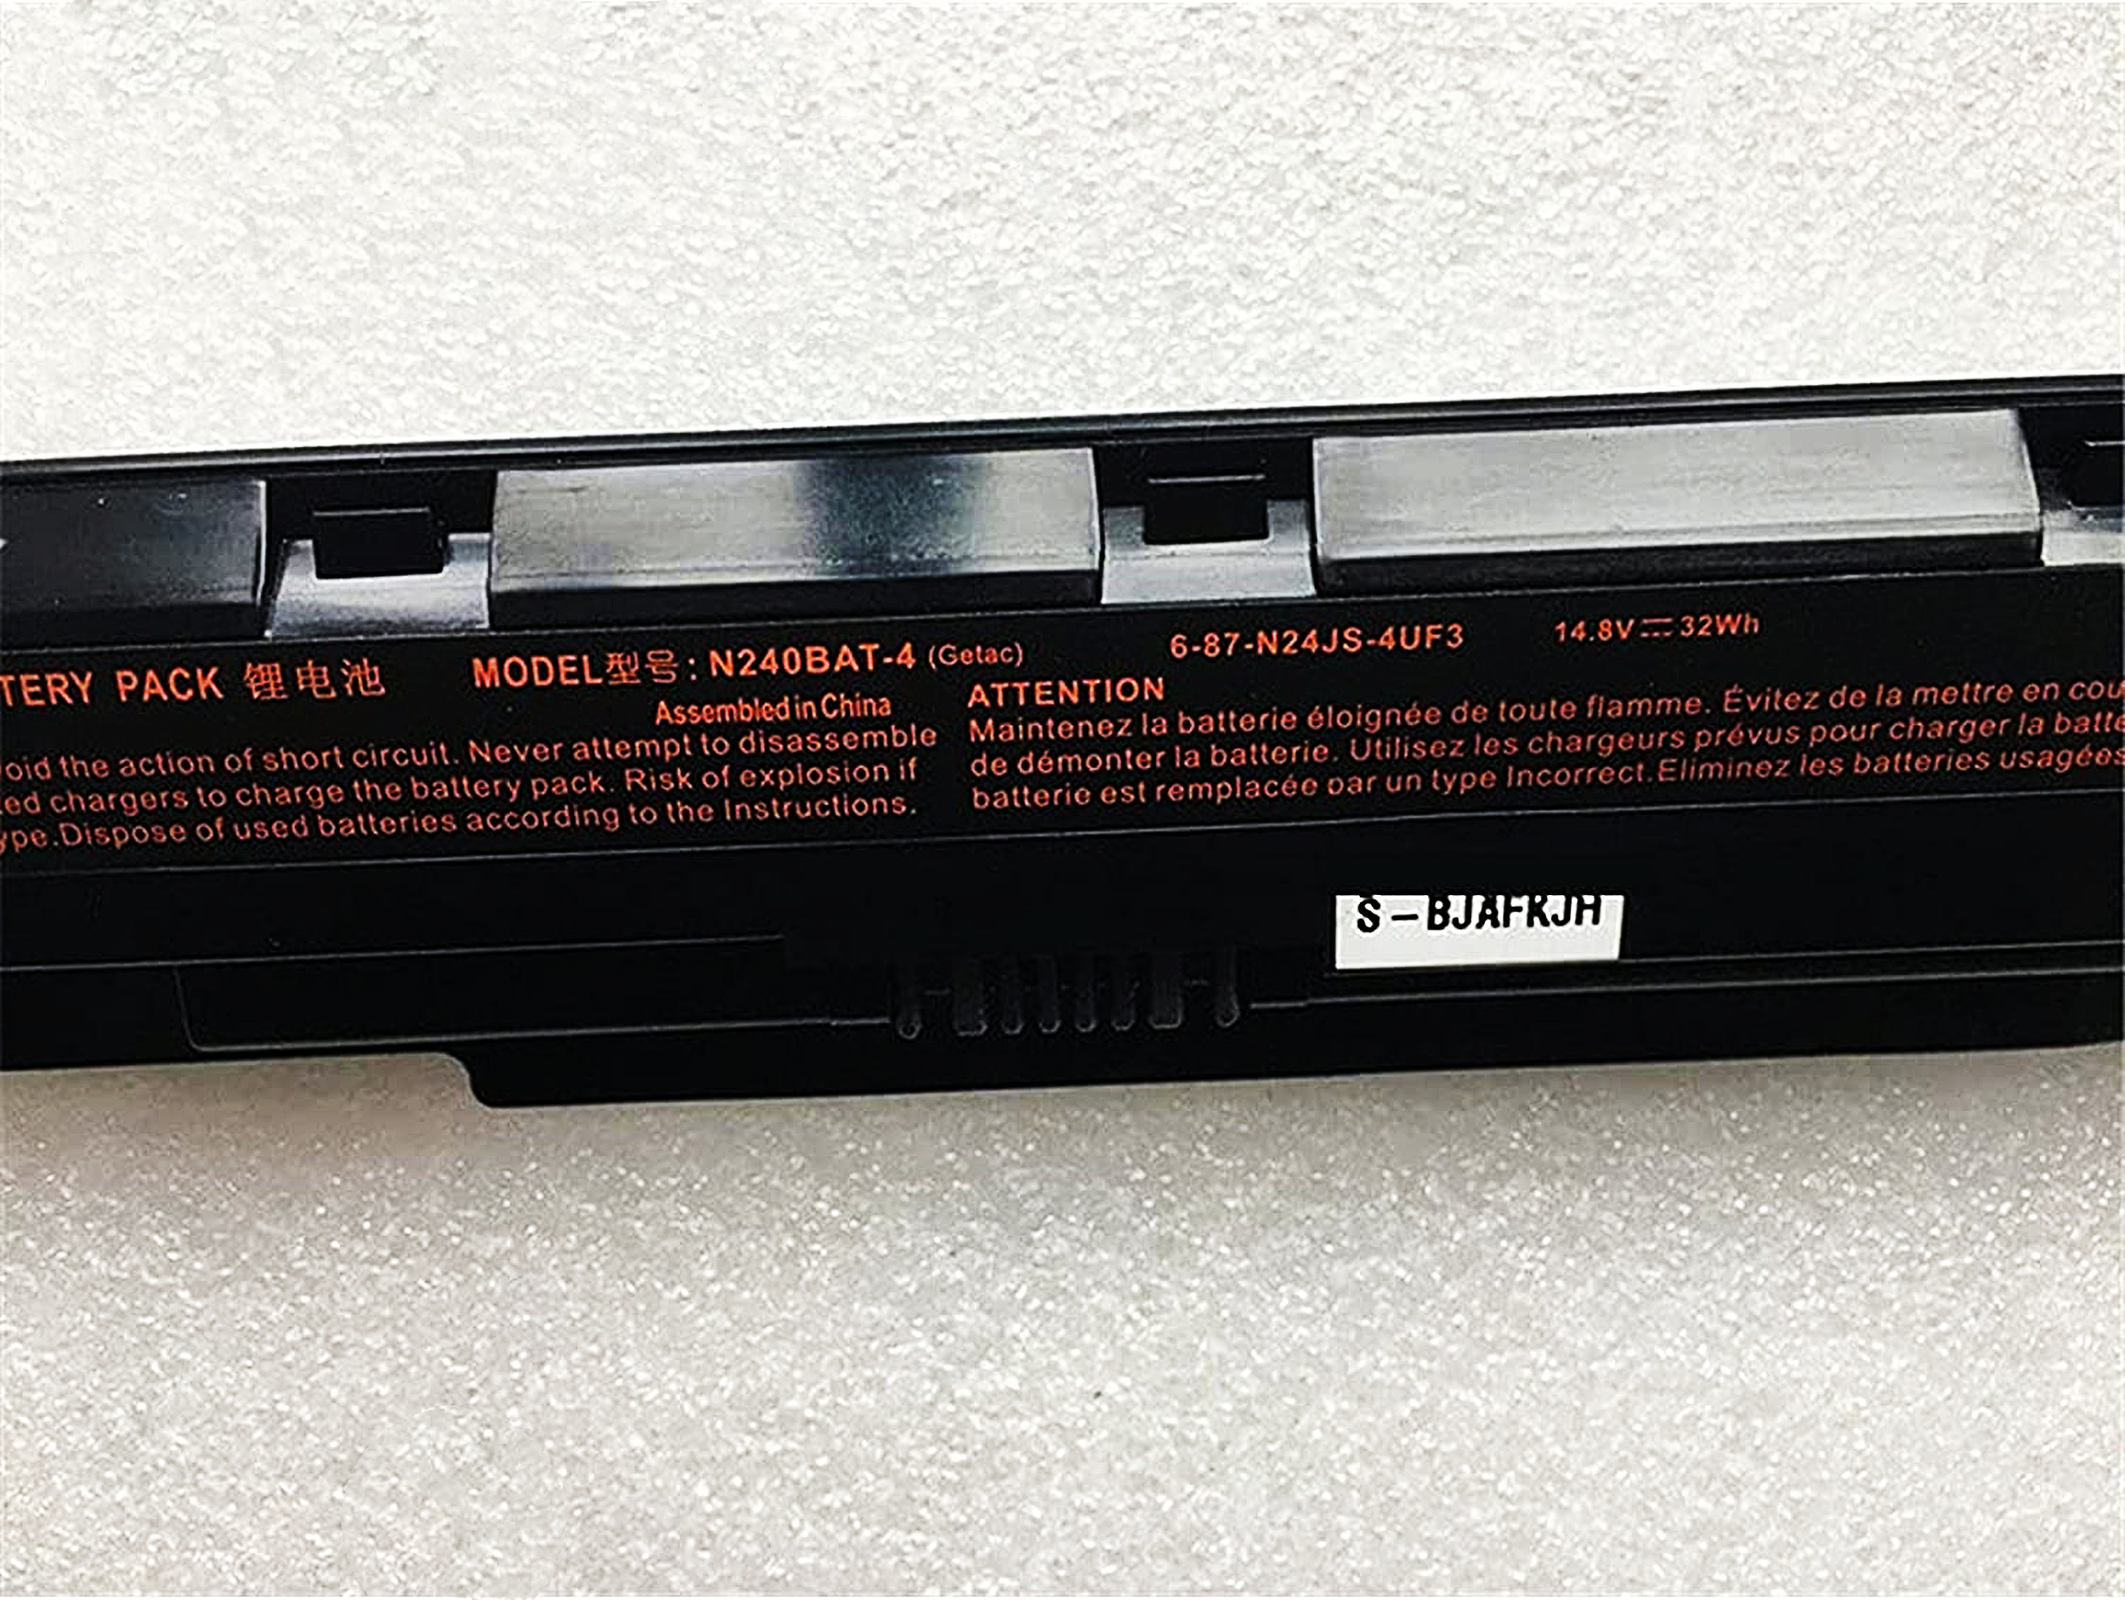 TERY PACK 锂电池 MODEL型号: N240BAT-4 (Getac) 6-87-N24JS-4UF3 14.8V⎓32Wh
Assembled in China
oid the action of short circuit. Never attempt to disassemble
ed chargers to charge the battery pack. Risk of explosion if
ype.Dispose of used batteries according to the Instructions.
ATTENTION
Maintenez la batterie éloignée de toute flamme. Évitez de la mettre en cou
de démonter la batterie. Utilisez les chargeurs prévus pour charger la batte
batterie est remplacée par un type Incorrect.Eliminez les batteries usagées
S-BJAFKJH